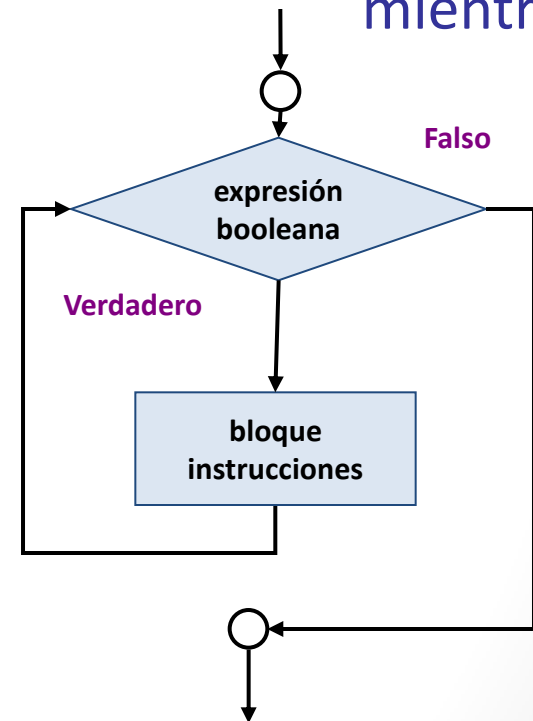 Falso
expresión
booleana
Verdadero
bloque
instrucciones